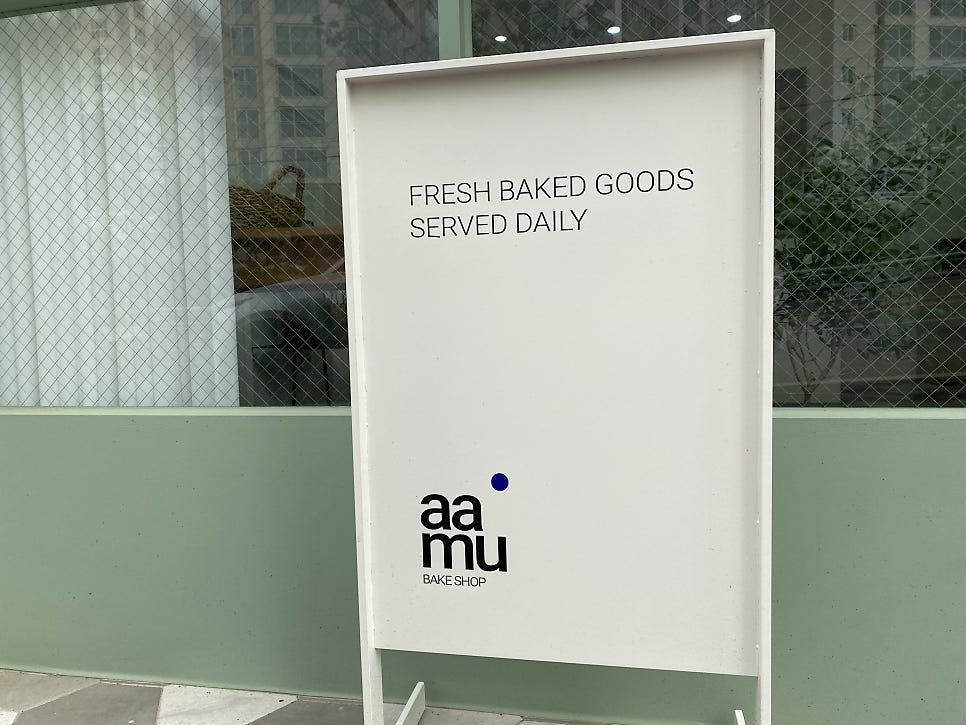 FRESH BAKED GOODS
SERVED DAILY
aa
mu
BAKE SHOP